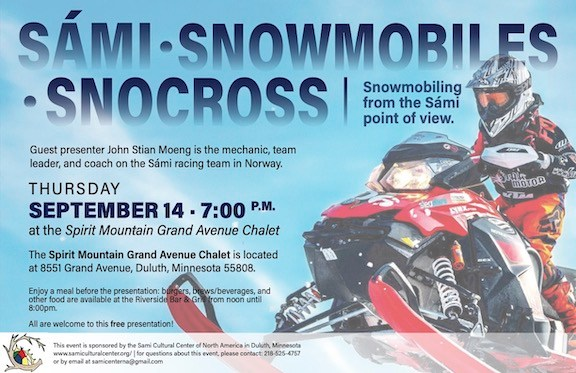 SÁMI • SNOWMOBILES
• SNOCROSS
Snowmobiling
from the Sámi
point of view.
Guest presenter John Stian Moeng is the mechanic, team
leader, and coach on the Sámi racing team in Norway.
THURSDAY
SEPTEMBER 14 • 7:00 P.M.
at the Spirit Mountain Grand Avenue Chalet
The Spirit Mountain Grand Avenue Chalet is located
at 8551 Grand Avenue, Duluth, Minnesota 55808.
Enjoy a meal before the presentation: burgers, brews/beverages, and
other food are available at the Riverside Bar & Grill from noon until
8:00pm.
All are welcome to this free presentation!
This event is sponsored by the Sami Cultural Center of North America in Duluth, Minnesota
www.samiculturalcenter.org/ | for questions about this event, please contact: 218-525-4757
or by email at samicenterna@gmail.com
MOTOR